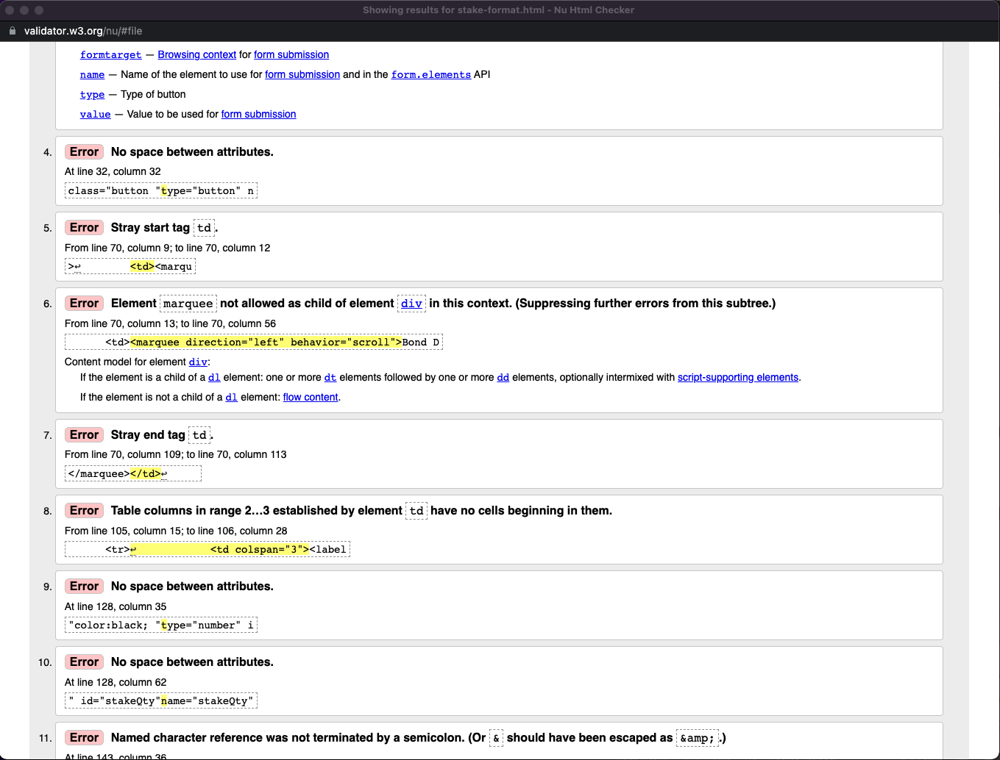 Showing results for stake-format.html - Nu Html Checker
validator.w3.org/nu/#file
formtarget — Browsing context for form submission
name — Name of the element to use for form submission and in the form.elements API
type — Type of button
value — Value to be used for form submission
4. Error No space between attributes.
At line 32, column 32
class="button "type="button" n
5. Error Stray start tag td.
From line 70, column 9; to line 70, column 12
>↩ <td><marqu
6. Error Element marquee not allowed as child of element div in this context. (Suppressing further errors from this subtree.)
From line 70, column 13; to line 70, column 56
<td><marquee direction="left" behavior="scroll">Bond D
Content model for element div:
If the element is a child of a dl element: one or more dt elements followed by one or more dd elements, optionally intermixed with script-supporting elements.
If the element is not a child of a dl element: flow content.
7. Error Stray end tag td.
From line 70, column 109; to line 70, column 113
</marquee></td>↩
8. Error Table columns in range 2…3 established by element td have no cells beginning in them.
From line 105, column 15; to line 106, column 28
<tr>↩ <td colspan="3"><label
9. Error No space between attributes.
At line 128, column 35
"color:black; "type="number" i
10. Error No space between attributes.
At line 128, column 62
" id="stakeQty"name="stakeQty"
11. Error Named character reference was not terminated by a semicolon. (Or & should have been escaped as &amp;.)
At line 143, column 36